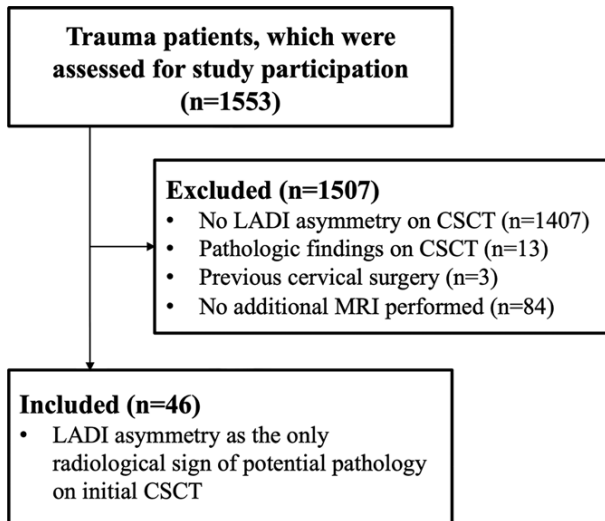 Trauma patients, which were
assessed for study participation
(n=1553)
Excluded (n=1507)
• No LADI asymmetry on CSCT (n=1407)
• Pathologic findings on CSCT (n=13)
• Previous cervical surgery (n=3)
• No additional MRI performed (n=84)
Included (n=46)
• LADI asymmetry as the only
radiological sign of potential pathology
on initial CSCT